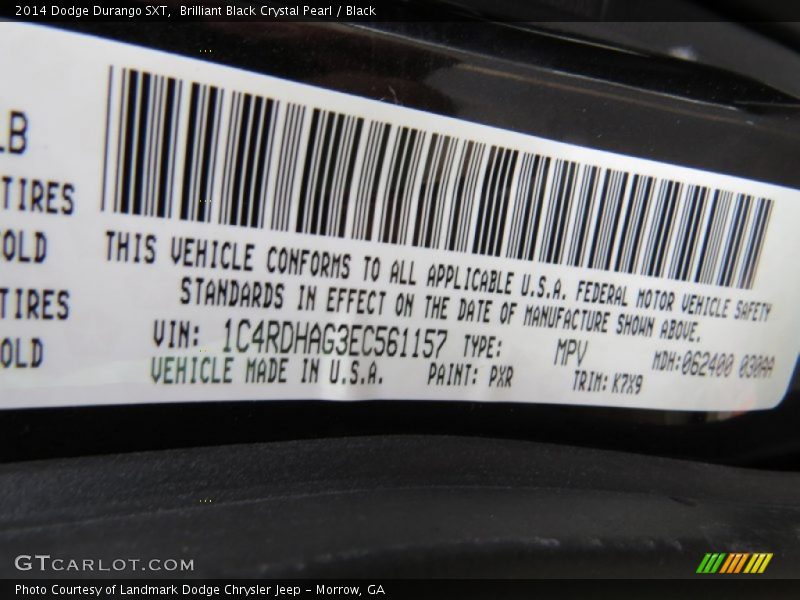 2014 Dodge Durango SXT,  Brilliant Black Crystal Pearl / Black
LB
TIRES
OLD
TIRES
OLD
THIS VEHICLE CONFORMS TO ALL APPLICABLE U.S.A. FEDERAL MOTOR VEHICLE SAFETY
STANDARDS IN EFFECT ON THE DATE OF MANUFACTURE SHOWN ABOVE.
VIN: 1C4RDHAG3EC561157 TYPE: MPV MDH:062400 030AA
VEHICLE MADE IN U.S.A. PAINT: PXR TRIM: K7X9
GTCARLOT.COM
Photo Courtesy of Landmark Dodge Chrysler Jeep - Morrow, GA